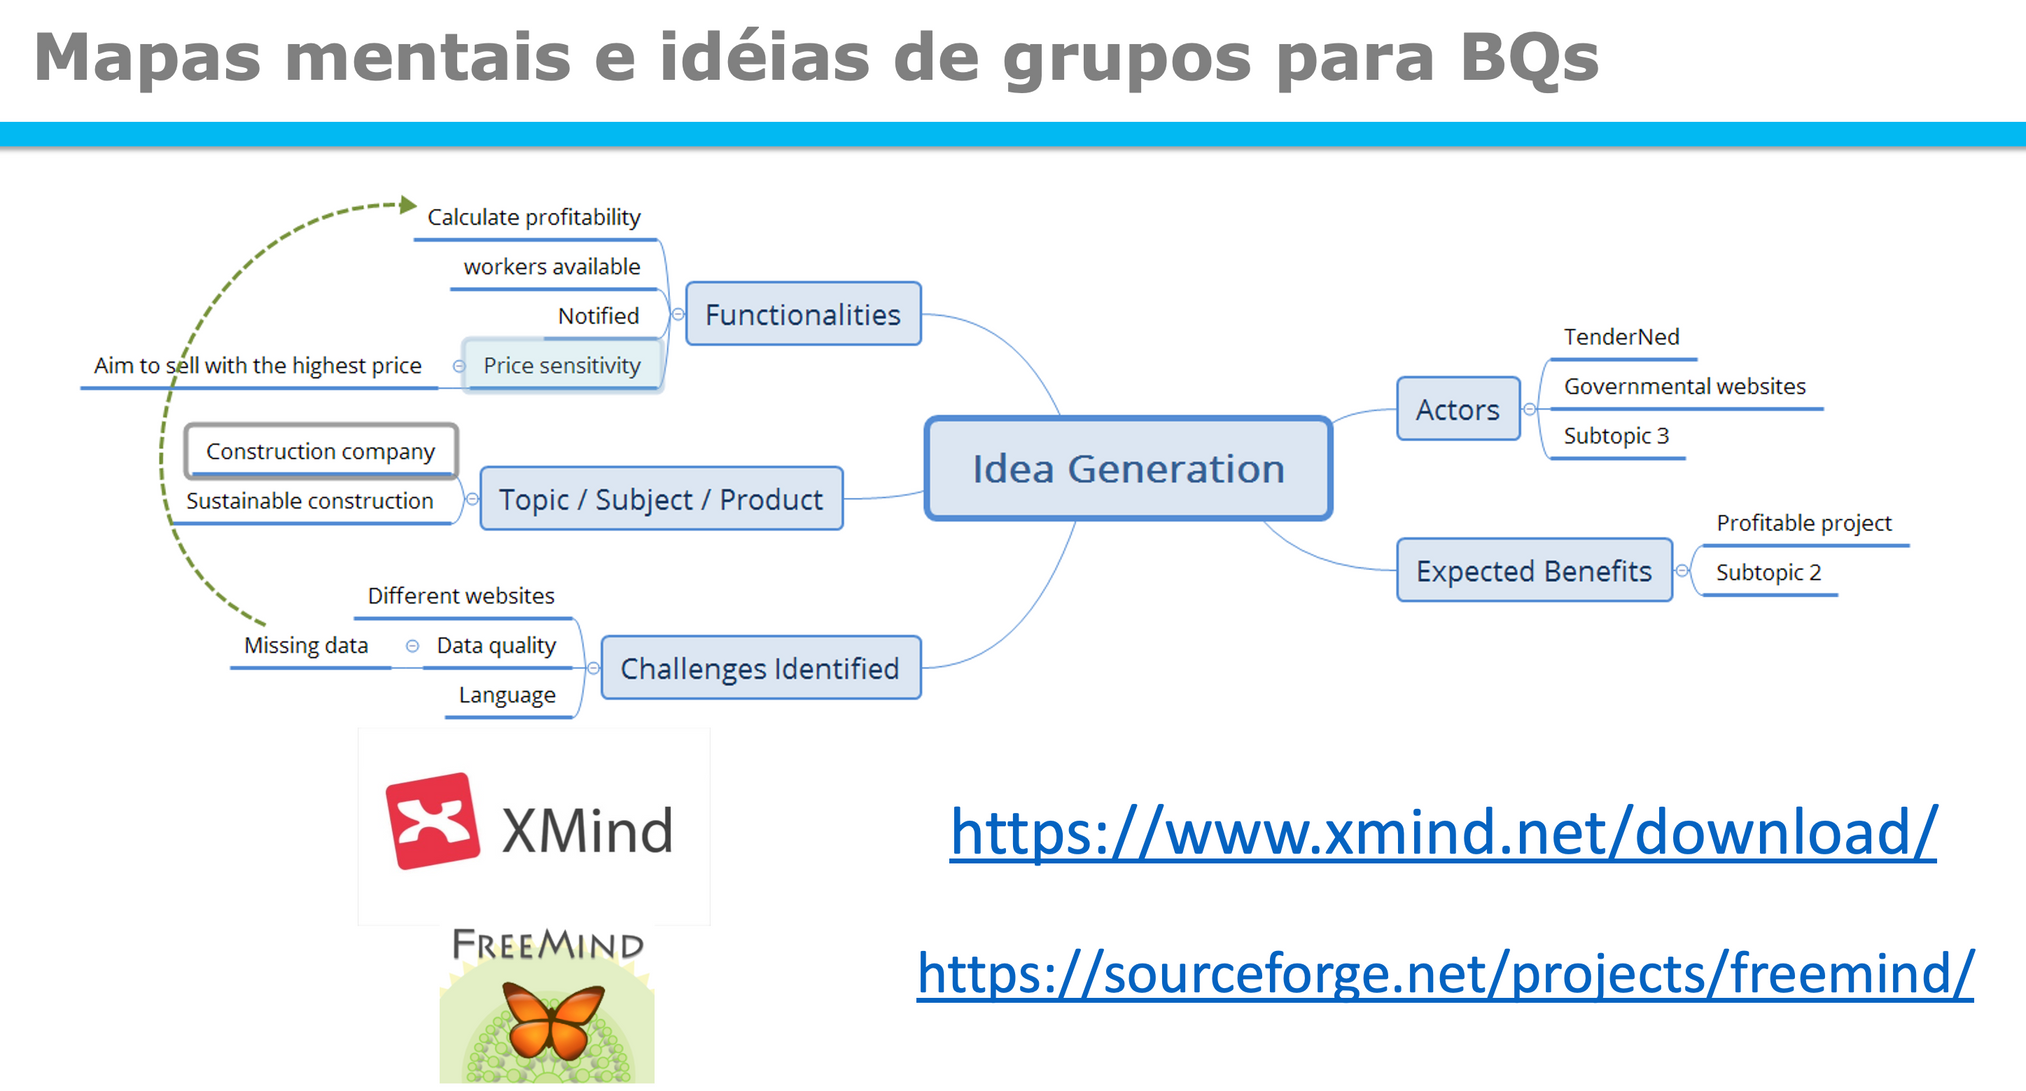 Mapas mentais e idéias de grupos para BQs
Calculate profitability
workers available
Notified
Aim to sell with the highest price
Price sensitivity
Functionalities
Construction company
Sustainable construction
Topic / Subject / Product
Different websites
Missing data
Data quality
Language
Challenges Identified
Idea Generation
Actors
TenderNed
Governmental websites
Subtopic 3
Expected Benefits
Profitable project
Subtopic 2
XMind
https://www.xmind.net/download/
FREEMIND
https://sourceforge.net/projects/freemind/